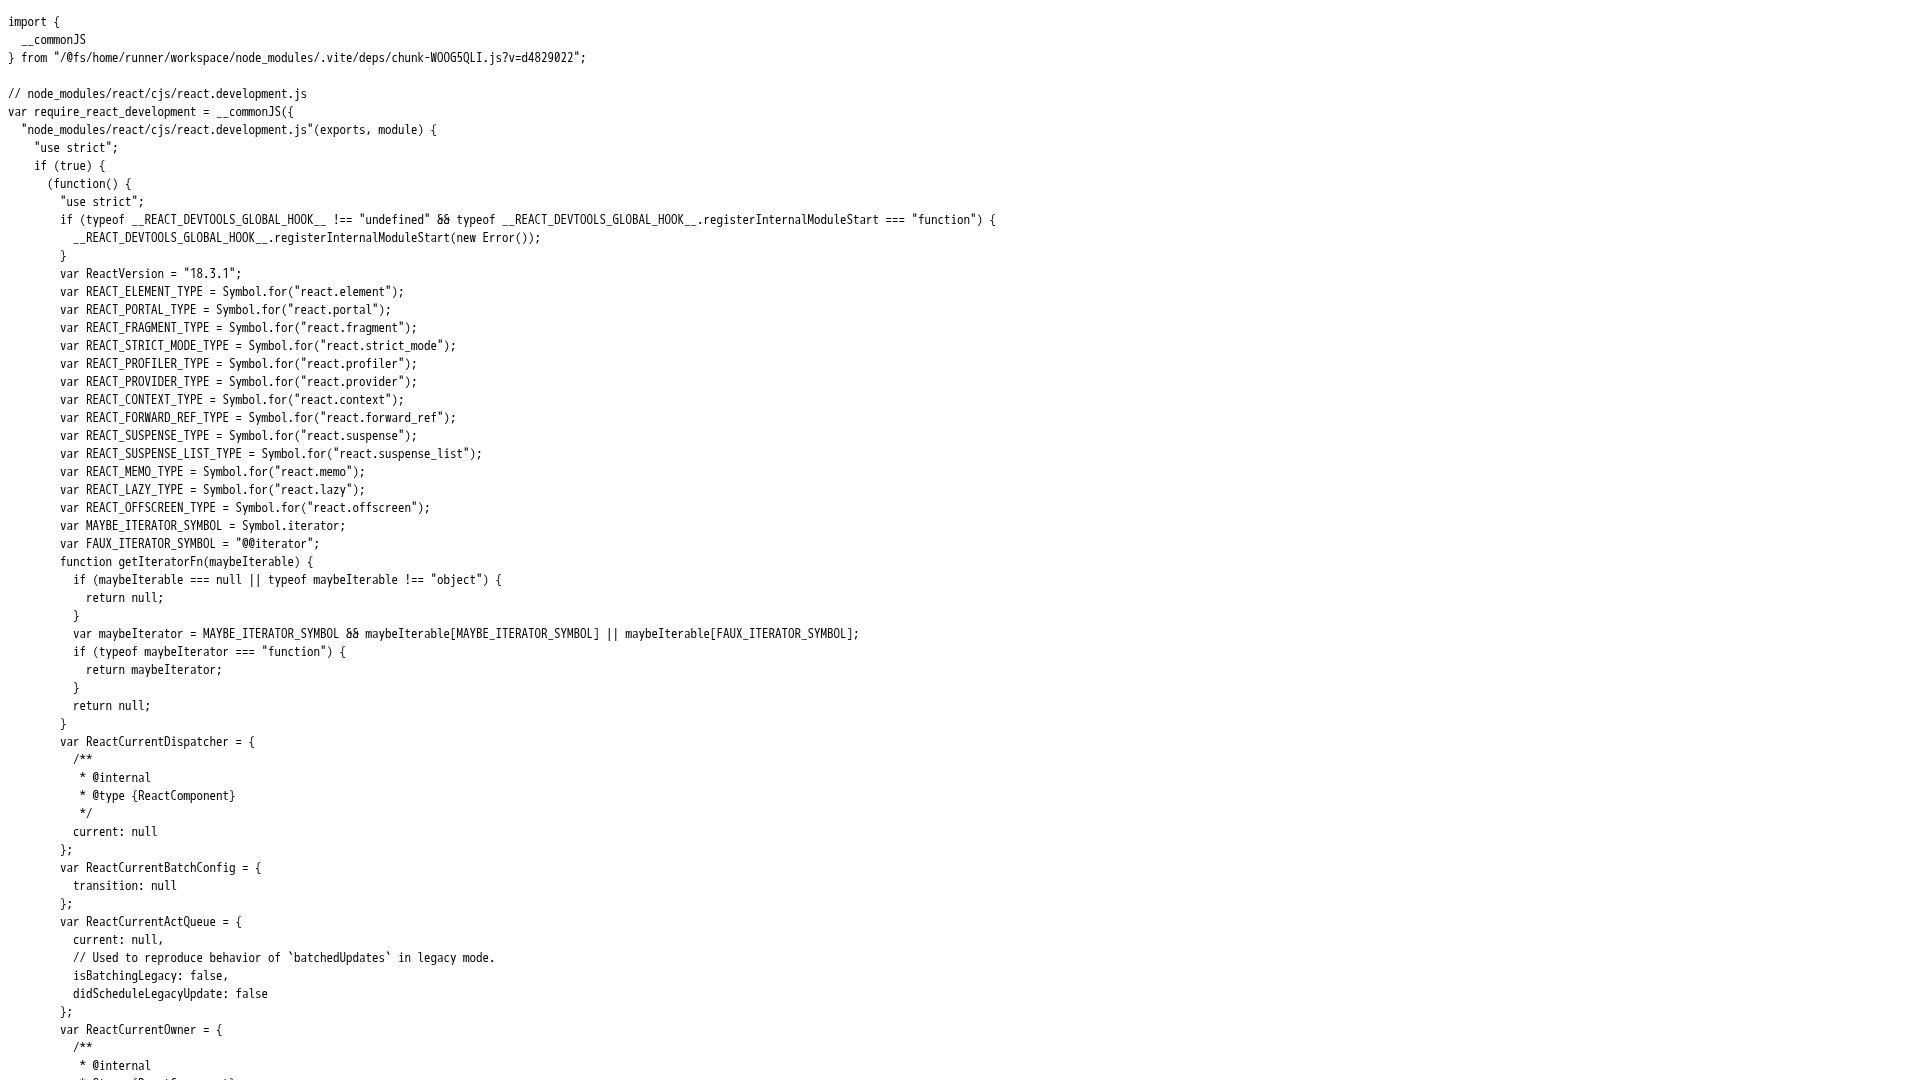 import {
  __commonJS
} from "/@fs/home/runner/workspace/node_modules/.vite/deps/chunk-WOOG5QLI.js?v=d4829022";

// node_modules/react/cjs/react.development.js
var require_react_development = __commonJS({
  "node_modules/react/cjs/react.development.js"(exports, module) {
    "use strict";
    if (true) {
      (function() {
        "use strict";
        if (typeof __REACT_DEVTOOLS_GLOBAL_HOOK__ !== "undefined" && typeof __REACT_DEVTOOLS_GLOBAL_HOOK__.registerInternalModuleStart === "function") {
          __REACT_DEVTOOLS_GLOBAL_HOOK__.registerInternalModuleStart(new Error());
        }
        var ReactVersion = "18.3.1";
        var REACT_ELEMENT_TYPE = Symbol.for("react.element");
        var REACT_PORTAL_TYPE = Symbol.for("react.portal");
        var REACT_FRAGMENT_TYPE = Symbol.for("react.fragment");
        var REACT_STRICT_MODE_TYPE = Symbol.for("react.strict_mode");
        var REACT_PROFILER_TYPE = Symbol.for("react.profiler");
        var REACT_PROVIDER_TYPE = Symbol.for("react.provider");
        var REACT_CONTEXT_TYPE = Symbol.for("react.context");
        var REACT_FORWARD_REF_TYPE = Symbol.for("react.forward_ref");
        var REACT_SUSPENSE_TYPE = Symbol.for("react.suspense");
        var REACT_SUSPENSE_LIST_TYPE = Symbol.for("react.suspense_list");
        var REACT_MEMO_TYPE = Symbol.for("react.memo");
        var REACT_LAZY_TYPE = Symbol.for("react.lazy");
        var REACT_OFFSCREEN_TYPE = Symbol.for("react.offscreen");
        var MAYBE_ITERATOR_SYMBOL = Symbol.iterator;
        var FAUX_ITERATOR_SYMBOL = "@@iterator";
        function getIteratorFn(maybeIterable) {
          if (maybeIterable === null || typeof maybeIterable !== "object") {
            return null;
          }
          var maybeIterator = MAYBE_ITERATOR_SYMBOL && maybeIterable[MAYBE_ITERATOR_SYMBOL] || maybeIterable[FAUX_ITERATOR_SYMBOL];
          if (typeof maybeIterator === "function") {
            return maybeIterator;
          }
          return null;
        }
        var ReactCurrentDispatcher = {
          /**
           * @internal
           * @type {ReactComponent}
           */
          current: null
        };
        var ReactCurrentBatchConfig = {
          transition: null
        };
        var ReactCurrentActQueue = {
          current: null,
          // Used to reproduce behavior of `batchedUpdates` in legacy mode.
          isBatchingLegacy: false,
          didScheduleLegacyUpdate: false
        };
        var ReactCurrentOwner = {
          /**
           * @internal